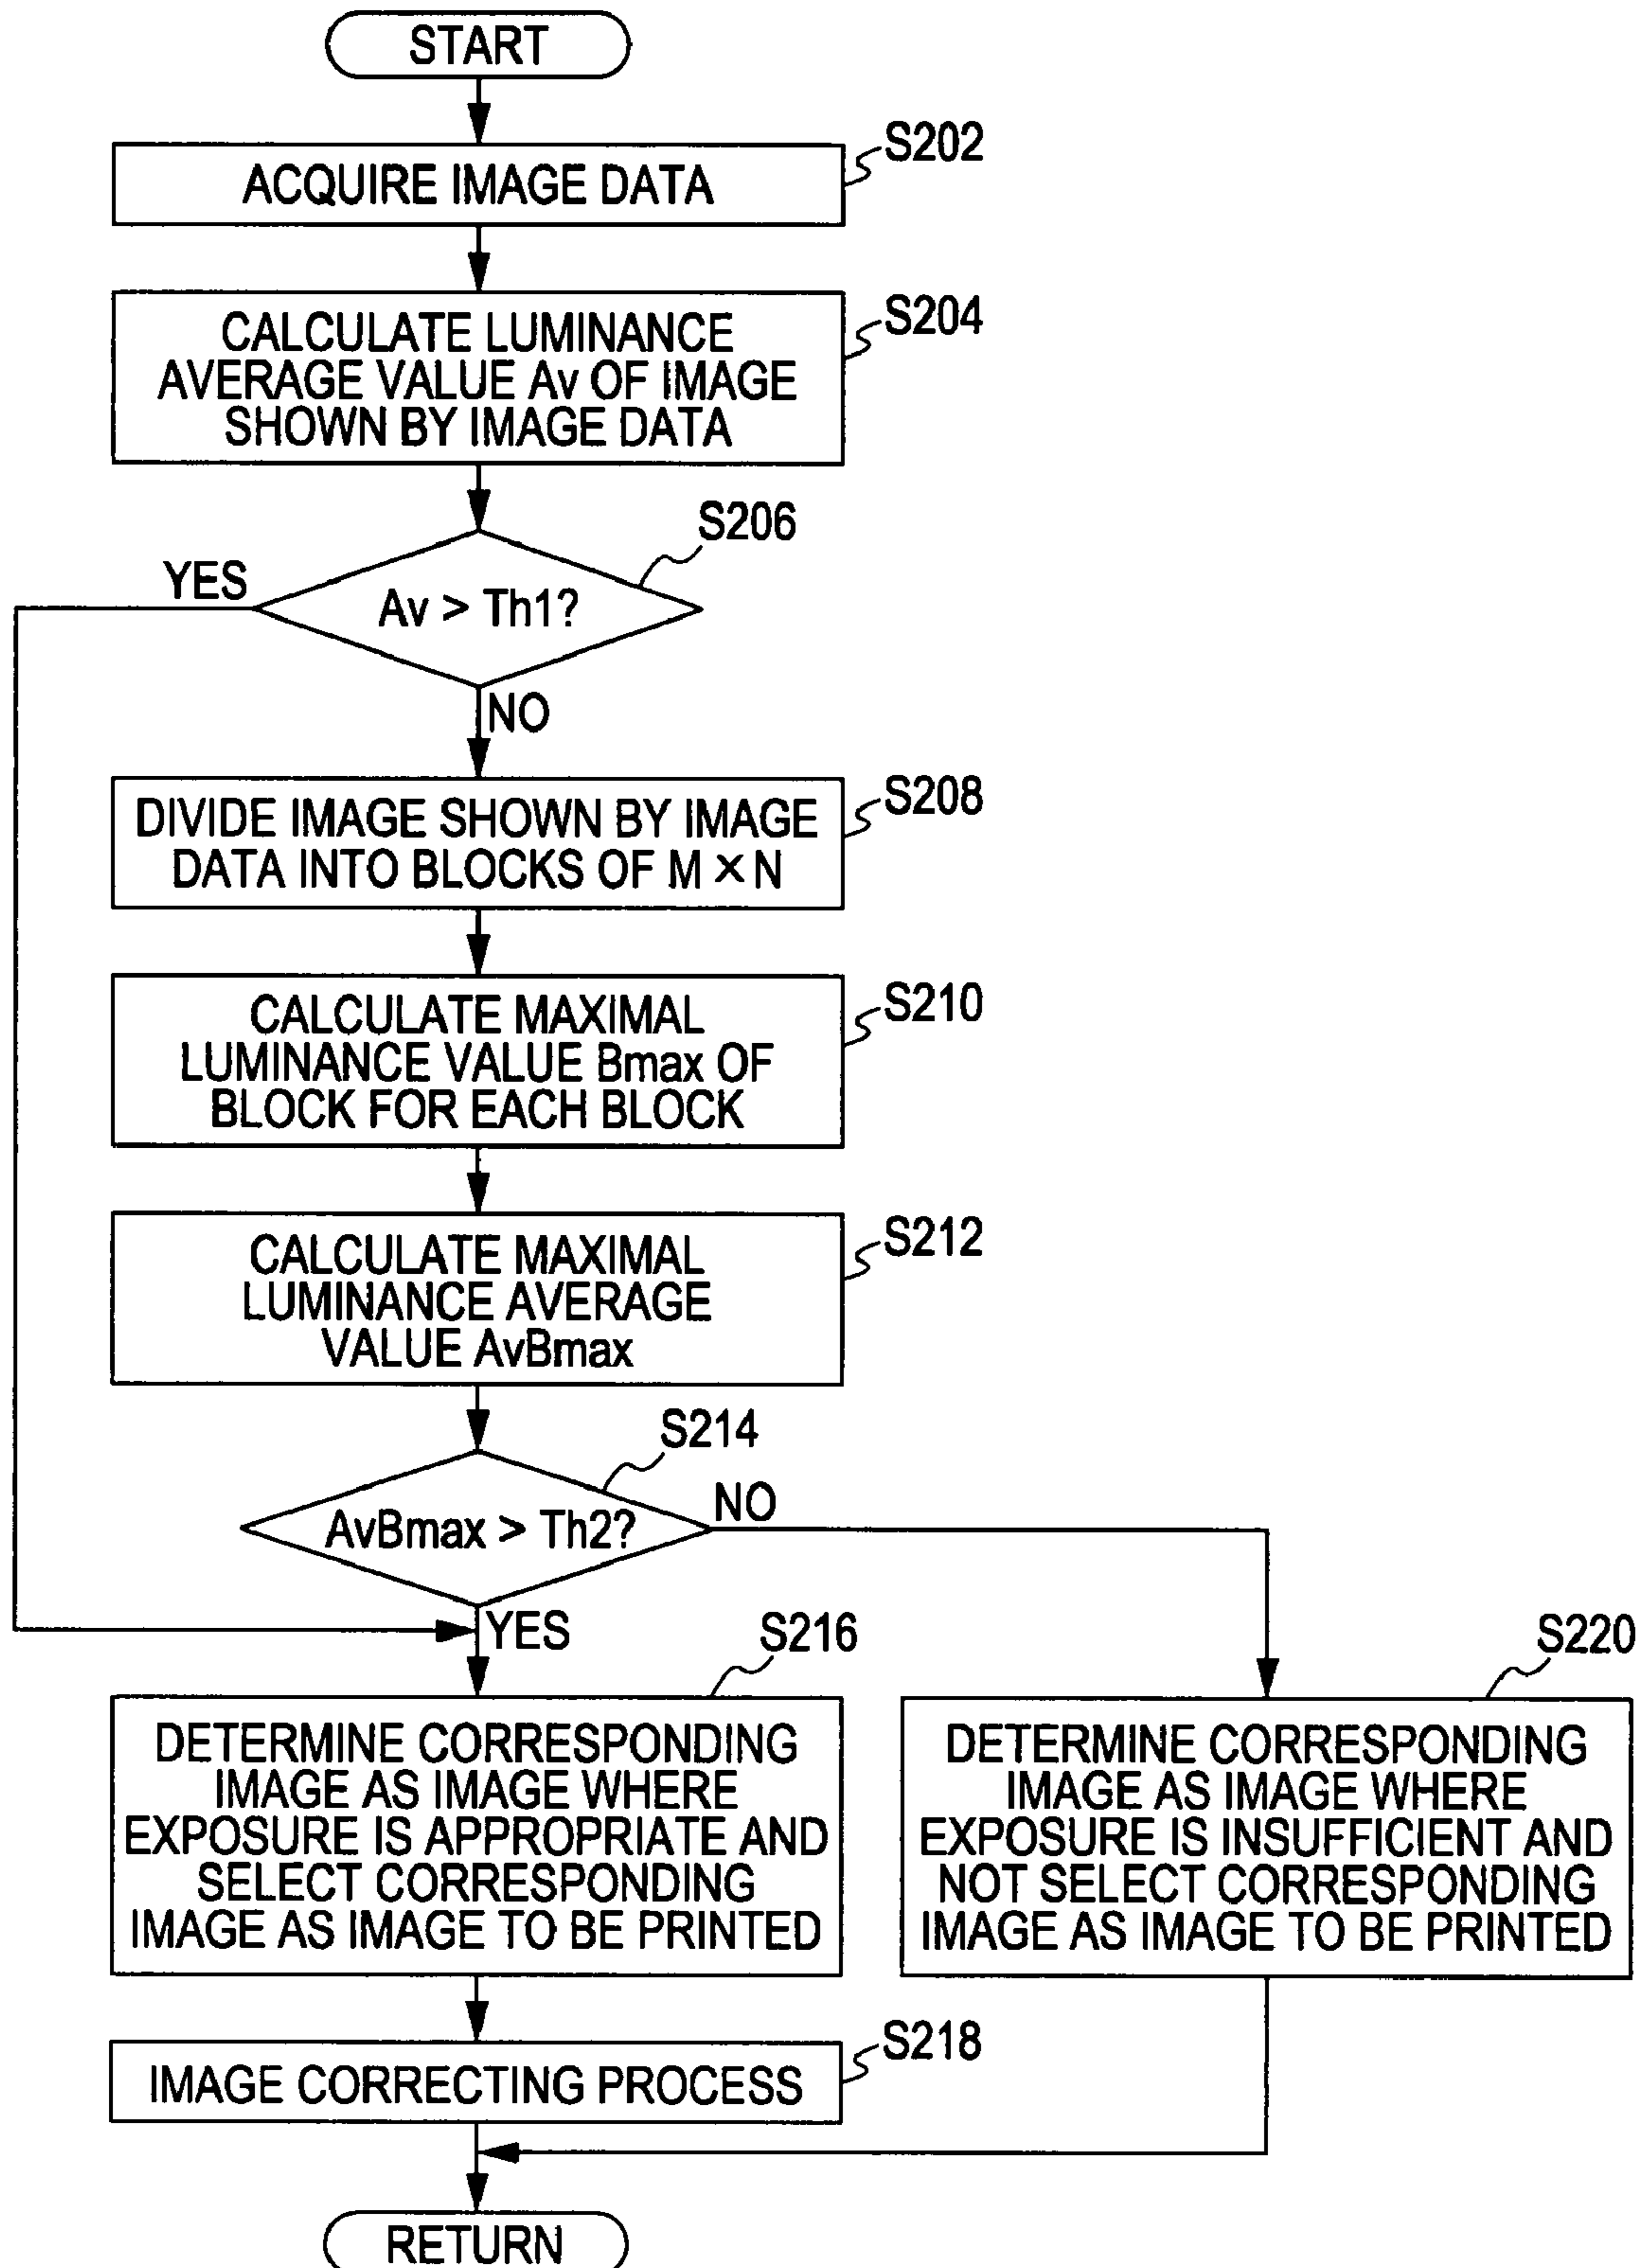 START
S202
ACQUIRE IMAGE DATA
S204
CALCULATE LUMINANCE
AVERAGE VALUE Av OF IMAGE
SHOWN BY IMAGE DATA
S206
YES
Av > Th1?
NO
S208
DIVIDE IMAGE SHOWN BY IMAGE
DATA INTO BLOCKS OF M × N
S210
CALCULATE MAXIMAL
LUMINANCE VALUE Bmax OF
BLOCK FOR EACH BLOCK
S212
CALCULATE MAXIMAL
LUMINANCE AVERAGE
VALUE AvBmax
S214
NO
AvBmax > Th2?
YES
S216
DETERMINE CORRESPONDING
IMAGE AS IMAGE WHERE
EXPOSURE IS APPROPRIATE AND
SELECT CORRESPONDING
IMAGE AS IMAGE TO BE PRINTED
S220
DETERMINE CORRESPONDING
IMAGE AS IMAGE WHERE
EXPOSURE IS INSUFFICIENT AND
NOT SELECT CORRESPONDING
IMAGE AS IMAGE TO BE PRINTED
S218
IMAGE CORRECTING PROCESS
RETURN